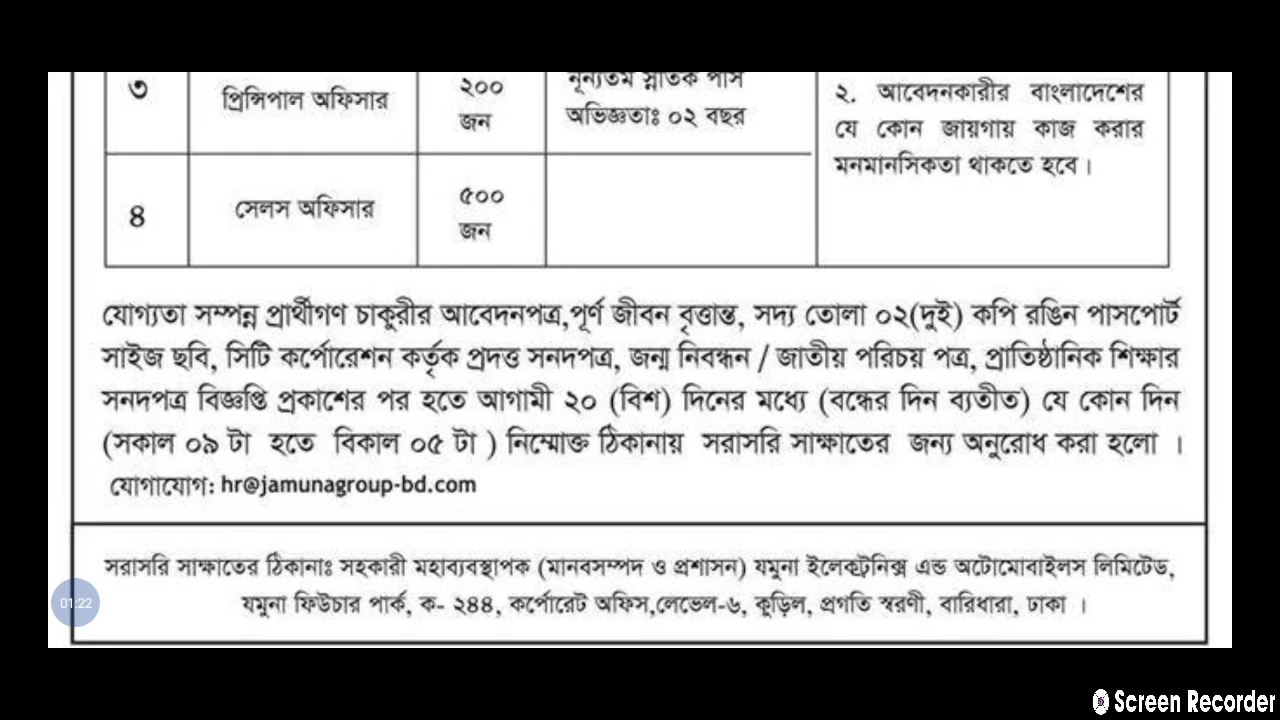 ৩
প্রিন্সিপাল অফিসার
২০০
জন
নূন্যতম স্নাতক পাস
অভিজ্ঞতাঃ ০২ বছর
২. আবেদনকারীর বাংলাদেশের
যে কোন জায়গায় কাজ করার
মনমানসিকতা থাকতে হবে।
৪
সেলস অফিসার
৫০০
জন
যোগ্যতা সম্পন্ন প্রার্থীগণ চাকুরীর আবেদনপত্র,পূর্ণ জীবন বৃত্তান্ত, সদ্য তোলা ০২(দুই) কপি রঙিন পাসপোর্ট
সাইজ ছবি, সিটি কর্পোরেশন কর্তৃক প্রদত্ত সনদপত্র, জন্ম নিবন্ধন / জাতীয় পরিচয় পত্র, প্রাতিষ্ঠানিক শিক্ষার
সনদপত্র বিজ্ঞপ্তি প্রকাশের পর হতে আগামী ২০ (বিশ) দিনের মধ্যে (বন্ধের দিন ব্যতীত) যে কোন দিন
(সকাল ০৯ টা হতে বিকাল ০৫ টা ) নিম্মোক্ত ঠিকানায় সরাসরি সাক্ষাতের জন্য অনুরোধ করা হলো ।
যোগাযোগ: hr@jamunagroup-bd.com
সরাসরি সাক্ষাতের ঠিকানাঃ সহকারী মহাব্যবস্থাপক (মানবসম্পদ ও প্রশাসন) যমুনা ইলেকট্রনিক্স এন্ড অটোমোবাইলস লিমিটেড,
যমুনা ফিউচার পার্ক, ক- ২৪৪, কর্পোরেট অফিস,লেভেল-৬, কুড়িল, প্রগতি স্বরণী, বারিধারা, ঢাকা ।
01:22
Screen Recorder